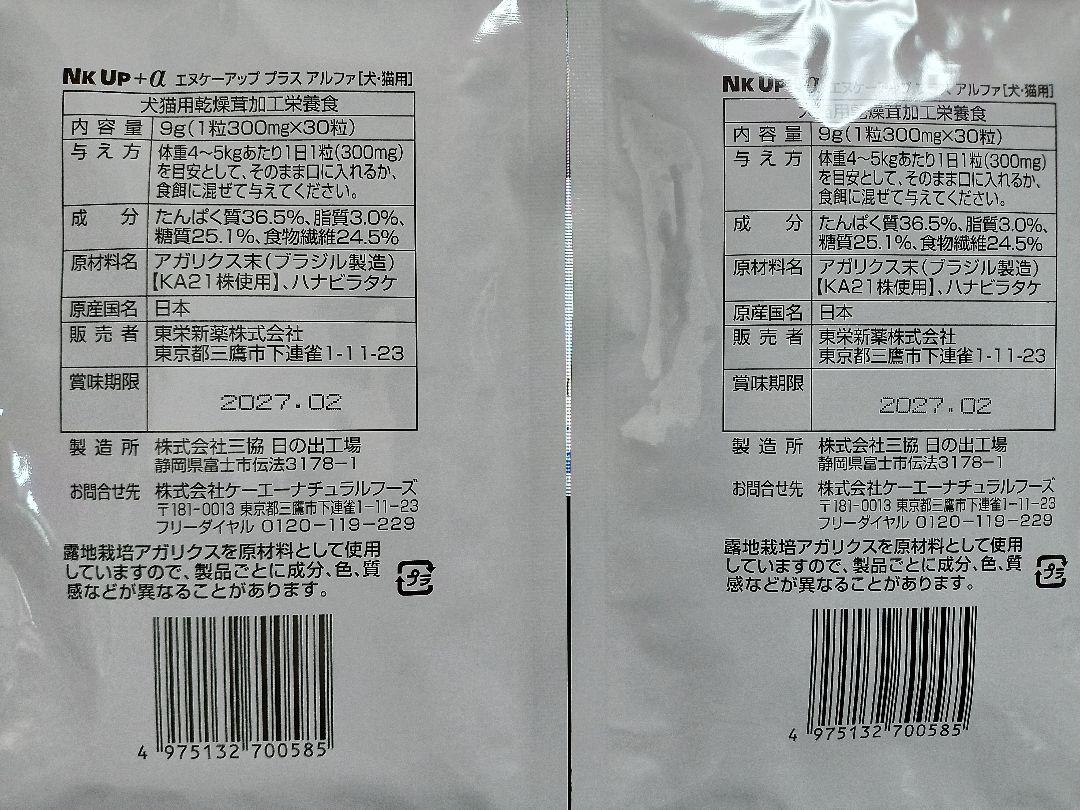 NK UP+α エヌケーアップ プラス アルファ[犬・猫用]
犬猫用乾燥茸加工栄養食
内容量 9g(1粒300mg×30粒)
与え方 体重4~5kgあたり1日1粒(300mg)
を目安として、そのまま口に入れるか、
食餌に混ぜて与えてください。
成分 たんぱく質36.5%、脂質3.0%、
糖質25.1%、食物繊維24.5%
原材料名 アガリクス末(ブラジル製造)
【KA21株使用】、ハナビラタケ
原産国名 日本
販売者 東栄新薬株式会社
東京都三鷹市下連雀1-11-23
賞味期限
2027.02
製造所 株式会社三協 日の出工場
静岡県富士市伝法3178-1
お問合せ先 株式会社ケーエーナチュラルフーズ
〒181-0013 東京都三鷹市下連雀1-11-23
フリーダイヤル 0120-119-229
露地栽培アガリクスを原材料として使用
していますので、製品ごとに成分、色、質
感などが異なることがあります。
プラ
4 975132 700585
NK UP α エヌケーアップ プラス アルファ[犬・猫用]
犬猫用乾燥茸加工栄養食
内容量 9g(1粒300mg×30粒)
与え方 体重4~5kgあたり1日1粒(300mg)
を目安として、そのまま口に入れるか、
食餌に混ぜて与えてください。
成分 たんぱく質36.5%、脂質3.0%、
糖質25.1%、食物繊維24.5%
原材料名 アガリクス末(ブラジル製造)
【KA21株使用】、ハナビラタケ
原産国名 日本
販売者 東栄新薬株式会社
東京都三鷹市下連雀1-11-23
賞味期限
2027.02
製造所 株式会社三協 日の出工場
静岡県富士市伝法3178-1
お問合せ先 株式会社ケーエーナチュラルフーズ
〒181-0013 東京都三鷹市下連雀1-11-23
フリーダイヤル 0120-119-229
露地栽培アガリクスを原材料として使用
していますので、製品ごとに成分、色、質
感などが異なることがあります。
プラ
4 975132 700585